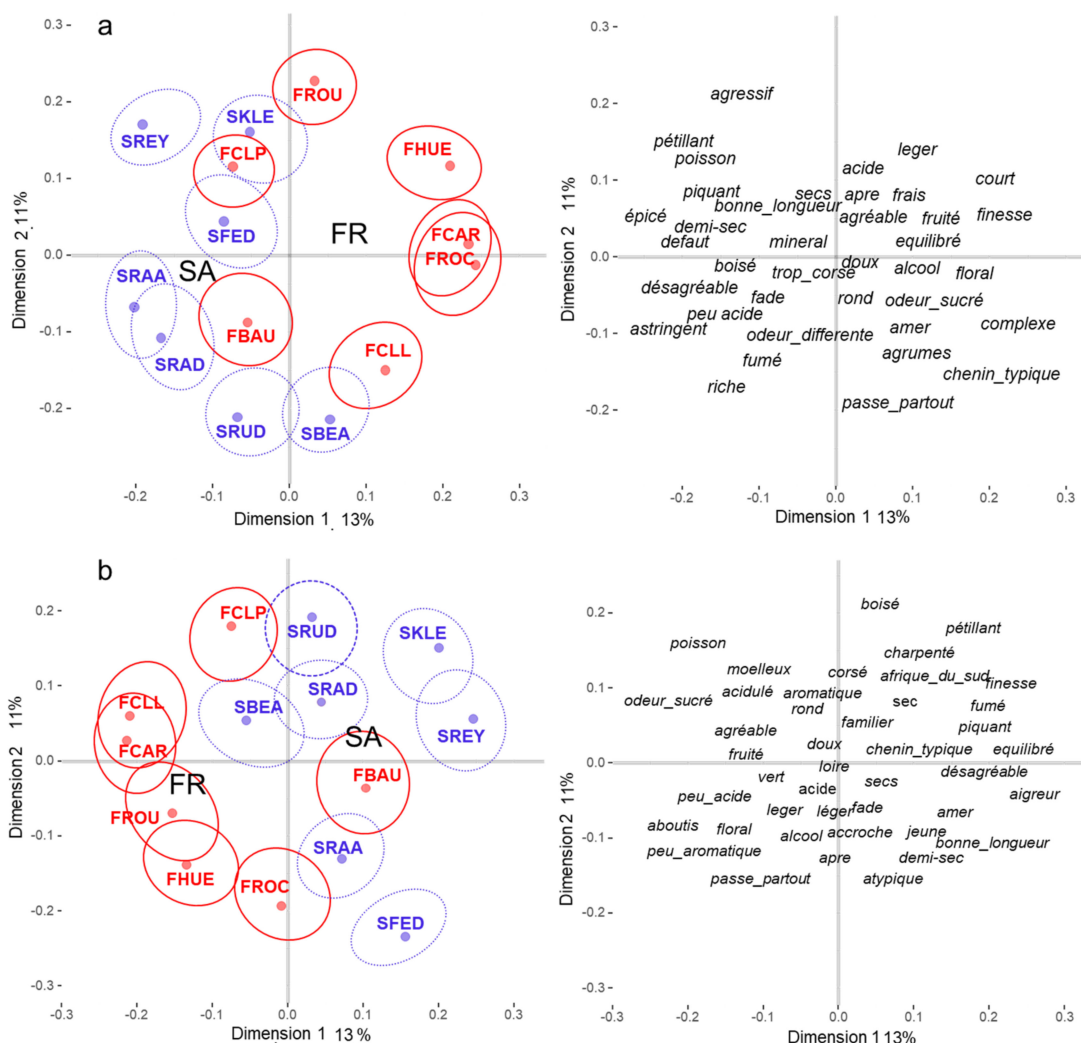 a
0.3 -
0.2 -
0.1 -
0.0 -
-0.1 -
-0.2 -
Dimension 2. 11%
FROU
SKLE
SREY
FCLP
FHUE
SFED
FR
FCAR
FROC
SA
SRAA
FBAU
SRAD
FCLL
SRUD
SBEA
-0.2 -0.1 0.0 0.1 0.2 0.3
Dimension 1. 13%
0.3 -
0.2 -
0.1 -
0.0 -
-0.1 -
-0.2 -
Dimension 2 11%
agressif
pétillant
poisson
leger
acide
court
piquant secs apre frais
bonne_longueur
épicé agréable fruité finesse
demi-sec
defaut mineral equilibré
boisé doux alcool
trop_corsé floral
désagréable
fade rond odeur_sucré
peu acide
astringent odeur_differente amer complexe
fumé agrumes
riche chenin_typique
passe_partout
-0.2 -0.1 0.0 0.1 0.2 0.3
Dimension 1 13%
b
0.2 -
0.1 -
0.0 -
-0.1 -
-0.2 -
-0.3 -
Dimension 2 11%
FCLP
SRUD
SKLE
FCLL
SBEA
SRAD
FCAR
SA
SREY
FBAU
FR
FROU
SRAA
FHUE
FROC
SFED
-0.3 -0.2 -0.1 0.0 0.1 0.2 0.3
Dimension 1 13%
0.2 -
0.1 -
0.0 -
-0.1 -
-0.2 -
-0.3 -
Dimension 2 11%
boisé
poisson pétillant
charpenté
moelleux corsé afrique_du_sud
acidulé aromatique finesse
odeur_sucré rond sec fumé
agréable familier piquant
fruité doux chenin_typique equilibré
loire
vert secs désagréable
acide aigreur
peu_acide
leger léger fade amer
aboutis floral alcool accroche jeune
peu_aromatique bonne_longueur
apre demi-sec
passe_partout atypique
-0.3 -0.2 -0.1 0.0 0.1 0.2 0.3
Dimension 1 13%